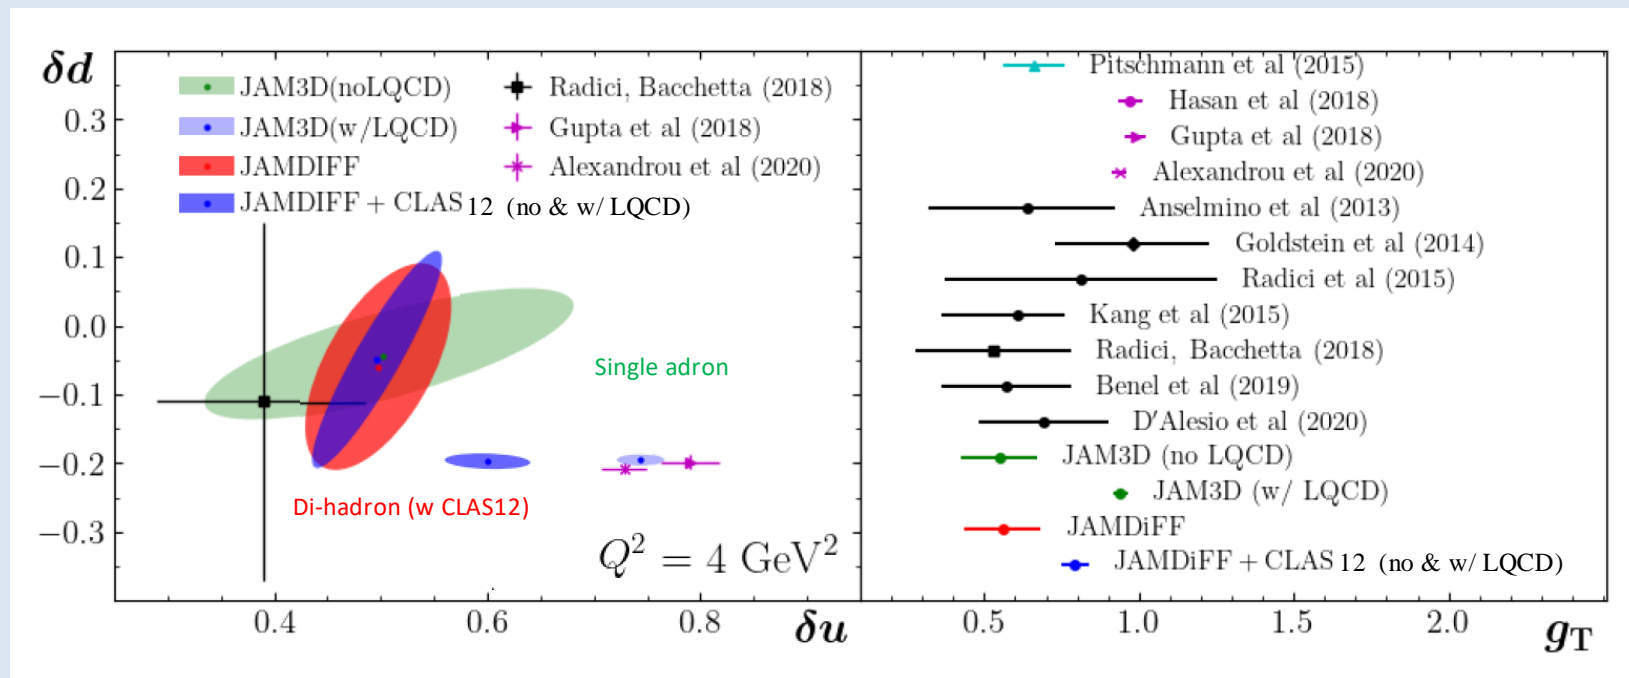 δd
0.3
0.2
0.1
0.0
−0.1
−0.2
−0.3
JAM3D(noLQCD)
JAM3D(w/LQCD)
JAMDIFF
JAMDIFF + CLAS 12 (no & w/ LQCD)
Radici, Bacchetta (2018)
Gupta et al (2018)
Alexandrou et al (2020)
Single adron
Di-hadron (w CLAS12)
Q² = 4 GeV²
0.4
0.6
0.8
δu
Pitschmann et al (2015)
Hasan et al (2018)
Gupta et al (2018)
Alexandrou et al (2020)
Anselmino et al (2013)
Goldstein et al (2014)
Radici et al (2015)
Kang et al (2015)
Radici, Bacchetta (2018)
Benel et al (2019)
D′Alesio et al (2020)
JAM3D (no LQCD)
JAM3D (w/ LQCD)
JAMDiFF
JAMDiFF + CLAS 12 (no & w/ LQCD)
0.5
1.0
1.5
2.0
g_T